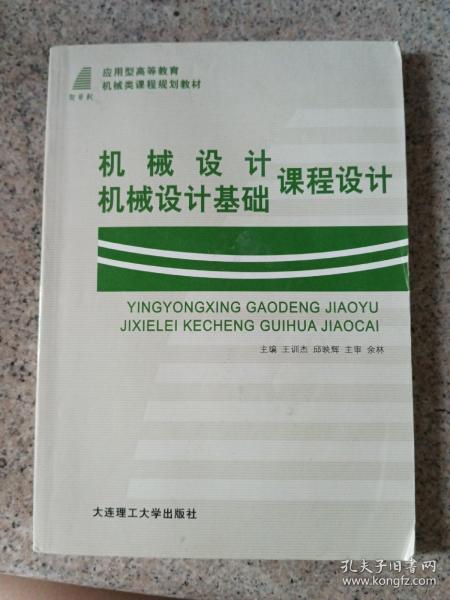 应用型高等教育
机械类课程规划教材
机械设计
机械设计基础
课程设计
YINGYONGXING GAODENG JIAOYU
JIXIELEI KECHENG GUIHUA JIAOCAI
主编 王训杰 邱映辉 主审 余林
大连理工大学出版社
孔夫子旧书网
www.kongfz.com